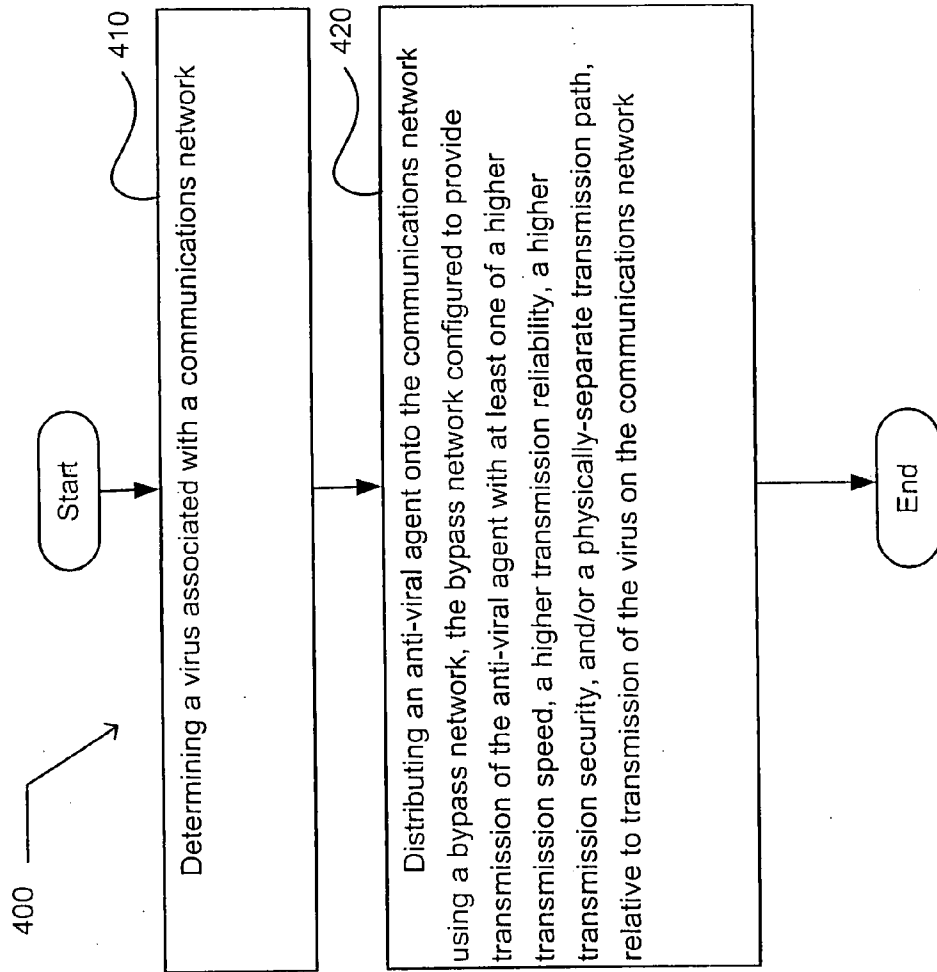 400
Start
410
Determining a virus associated with a communications network
420
Distributing an anti-viral agent onto the communications network
using a bypass network, the bypass network configured to provide
transmission of the anti-viral agent with at least one of a higher
transmission speed, a higher transmission reliability, a higher
transmission security, and/or a physically-separate transmission path,
relative to transmission of the virus on the communications network
End